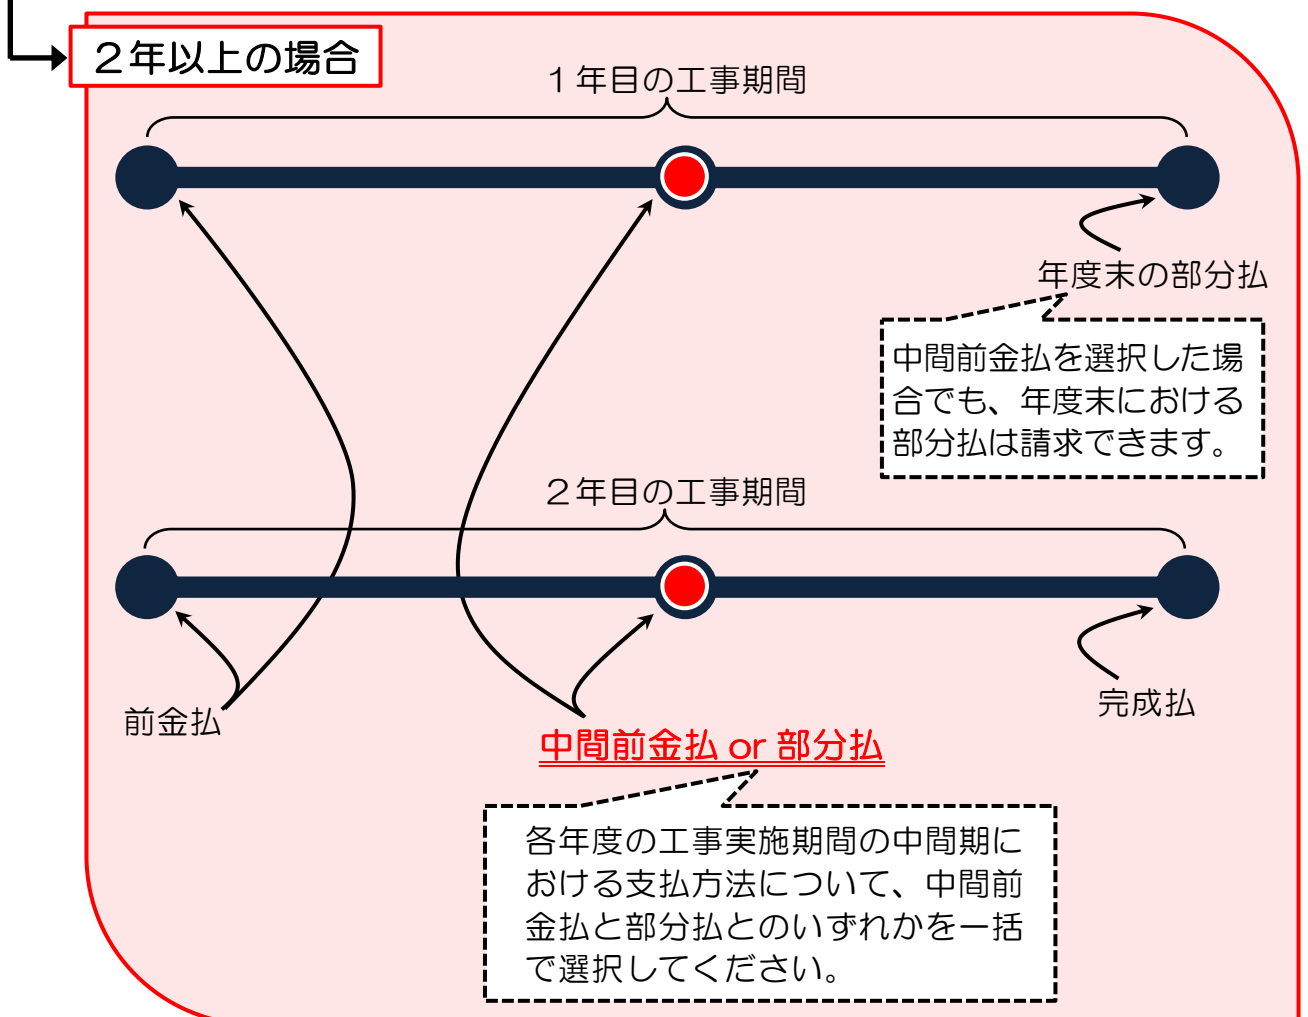 ２年以上の場合
１年目の工事期間
年度末の部分払
中間前金払を選択した場
合でも、年度末における
部分払は請求できます。
２年目の工事期間
前金払
完成払
中間前金払 or 部分払
各年度の工事実施期間の中間期に
おける支払方法について、中間前
金払と部分払とのいずれかを一括
で選択してください。